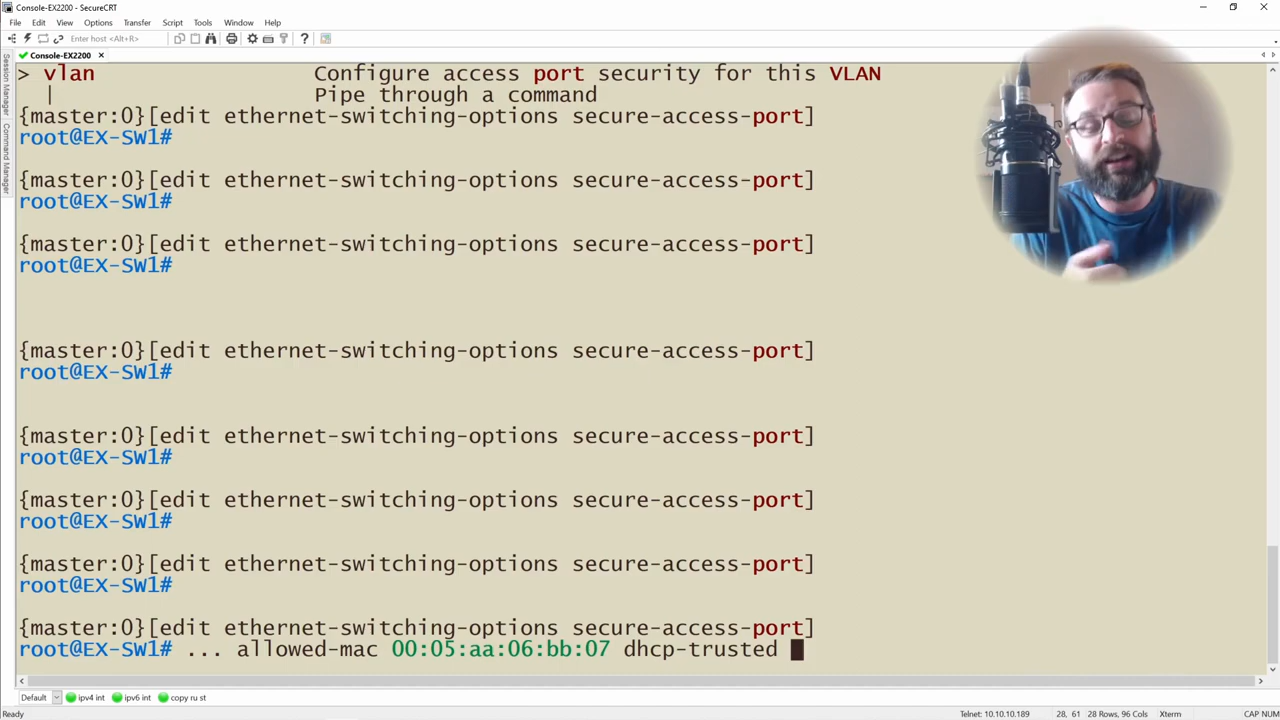 Console-EX2200 - SecureCRT
File Edit View Options Transfer Script Tools Window Help
Enter host <Alt+R>
Console-EX2200
Session Manager
Command Manager
> vlan Configure access port security for this VLAN
| Pipe through a command
{master:0}[edit ethernet-switching-options secure-access-port]
root@EX-SW1#
{master:0}[edit ethernet-switching-options secure-access-port]
root@EX-SW1#
{master:0}[edit ethernet-switching-options secure-access-port]
root@EX-SW1#
{master:0}[edit ethernet-switching-options secure-access-port]
root@EX-SW1#
{master:0}[edit ethernet-switching-options secure-access-port]
root@EX-SW1#
{master:0}[edit ethernet-switching-options secure-access-port]
root@EX-SW1#
{master:0}[edit ethernet-switching-options secure-access-port]
root@EX-SW1#
{master:0}[edit ethernet-switching-options secure-access-port]
root@EX-SW1# ... allowed-mac 00:05:aa:06:bb:07 dhcp-trusted
Default ipv4 int ipv6 int copy ru st
Ready Telnet: 10.10.10.189 28, 61 28 Rows, 96 Cols Xterm CAP NUM